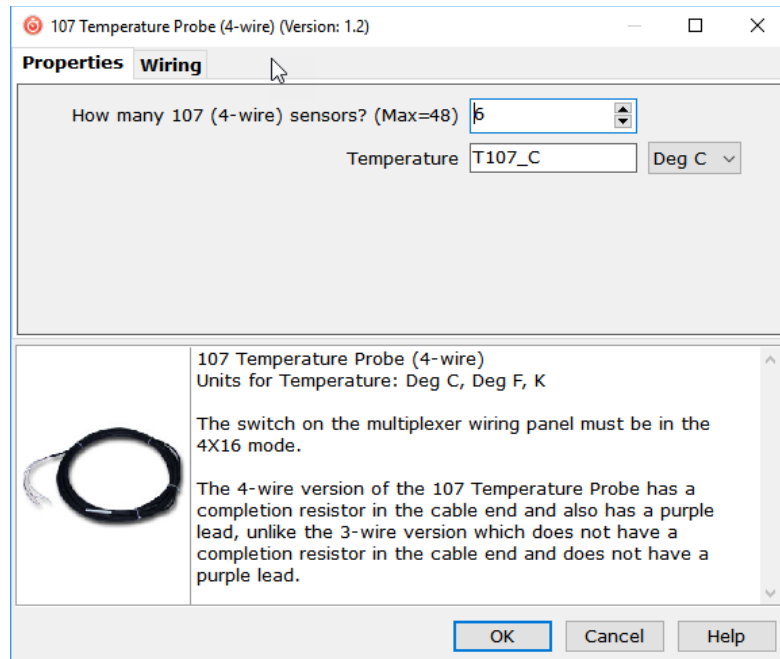 107 Temperature Probe (4-wire) (Version: 1.2)
Properties Wiring
How many 107 (4-wire) sensors? (Max=48) 6
Temperature T107_C Deg C
107 Temperature Probe (4-wire)
Units for Temperature: Deg C, Deg F, K
The switch on the multiplexer wiring panel must be in the
4X16 mode.
The 4-wire version of the 107 Temperature Probe has a
completion resistor in the cable end and also has a purple
lead, unlike the 3-wire version which does not have a
completion resistor in the cable end and does not have a
purple lead.
OK Cancel Help